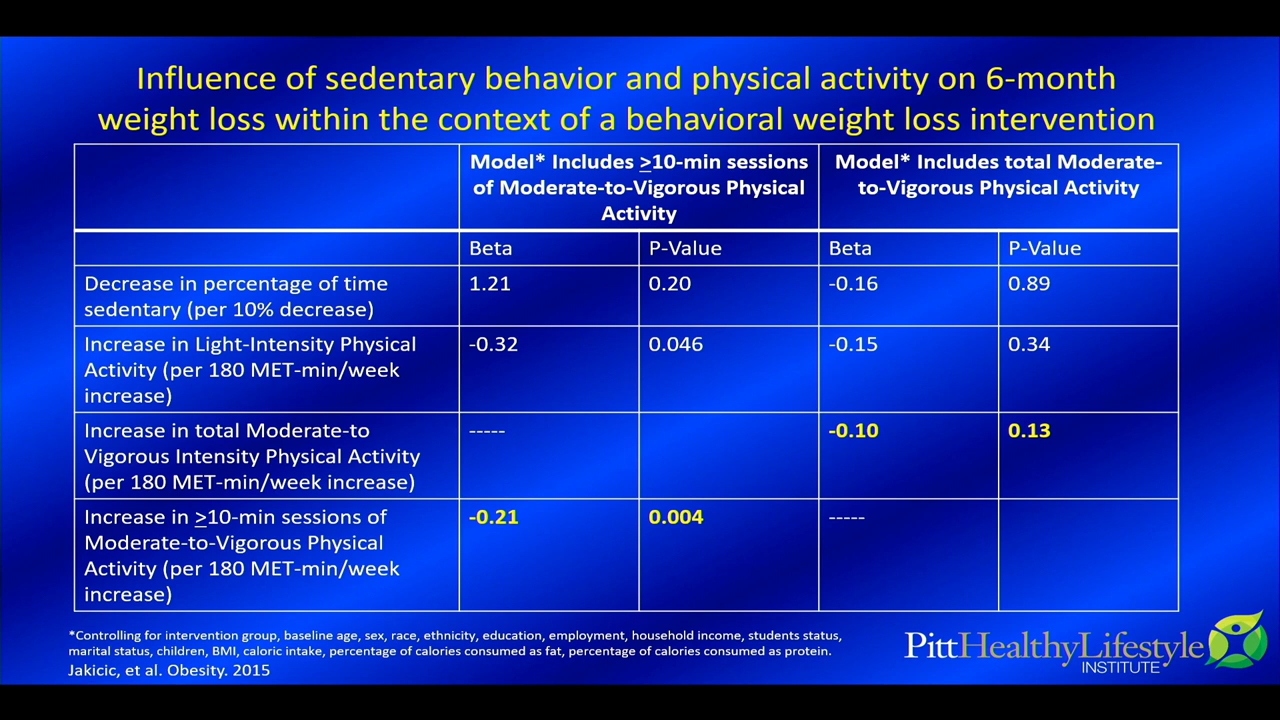 Influence of sedentary behavior and physical activity on 6-month
weight loss within the context of a behavioral weight loss intervention
Model* Includes >10-min sessions
of Moderate-to-Vigorous Physical
Activity
Model* Includes total Moderate-
to-Vigorous Physical Activity
Beta
P-Value
Beta
P-Value
Decrease in percentage of time
sedentary (per 10% decrease)
1.21
0.20
-0.16
0.89
Increase in Light-Intensity Physical
Activity (per 180 MET-min/week
increase)
-0.32
0.046
-0.15
0.34
Increase in total Moderate-to
Vigorous Intensity Physical Activity
(per 180 MET-min/week increase)
-----
-0.10
0.13
Increase in >10-min sessions of
Moderate-to-Vigorous Physical
Activity (per 180 MET-min/week
increase)
-0.21
0.004
-----
*Controlling for intervention group, baseline age, sex, race, ethnicity, education, employment, household income, students status,
marital status, children, BMI, caloric intake, percentage of calories consumed as fat, percentage of calories consumed as protein.
Jakicic, et al. Obesity. 2015
PittHealthyLifestyle
INSTITUTE